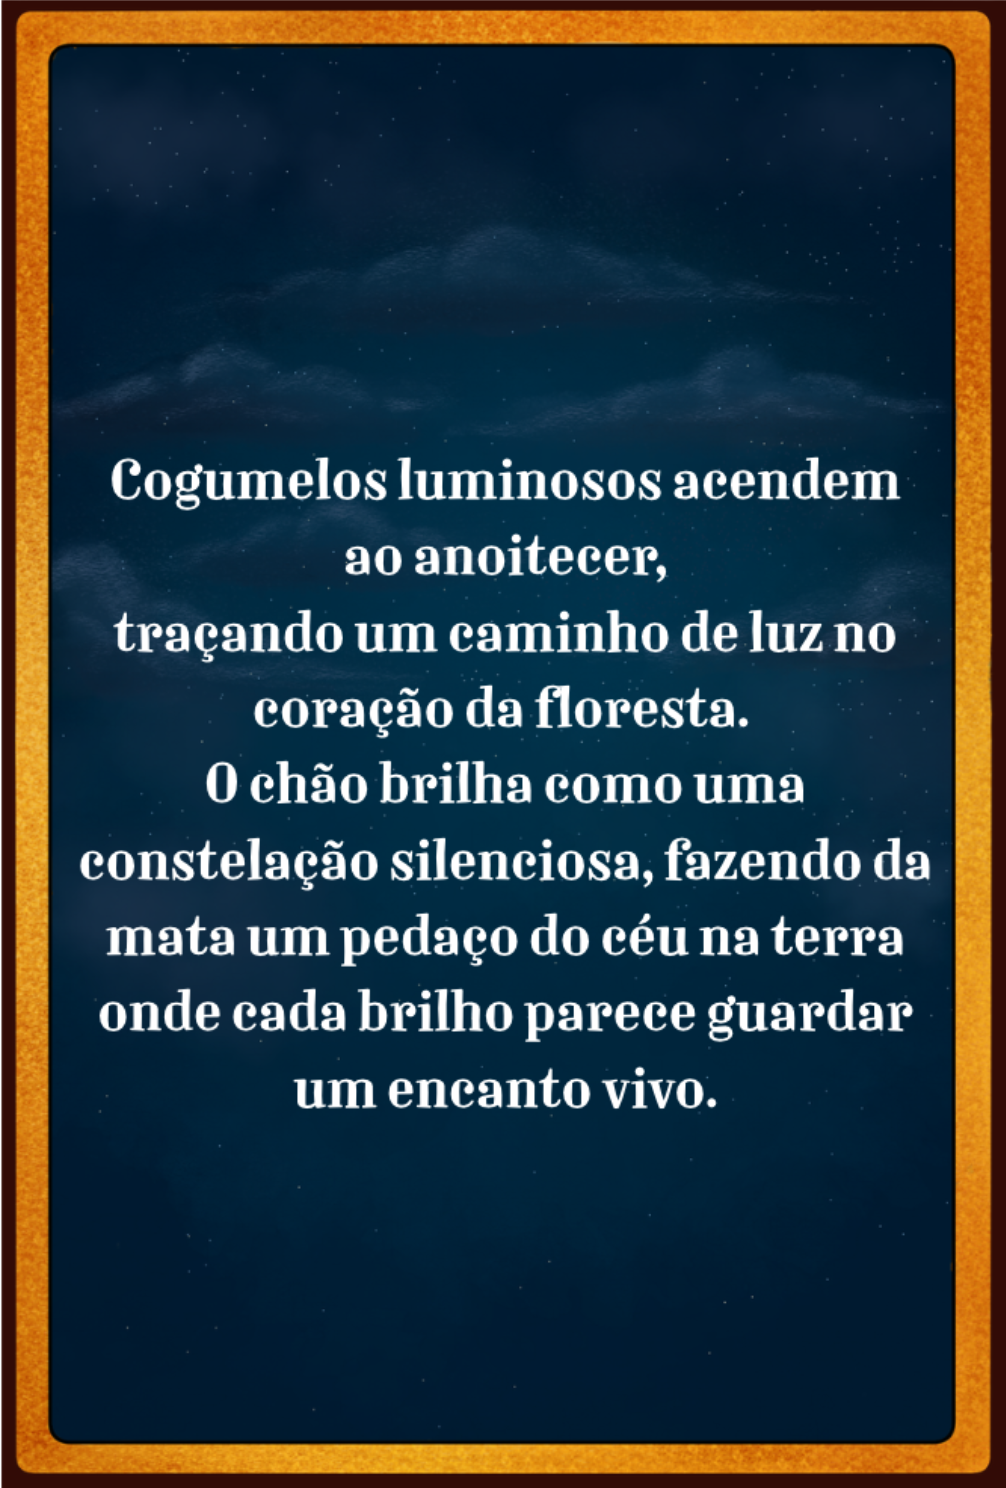 Cogumelos luminosos acendem
ao anoitecer,
traçando um caminho de luz no
coração da floresta.
O chão brilha como uma
constelação silenciosa, fazendo da
mata um pedaço do céu na terra
onde cada brilho parece guardar
um encanto vivo.